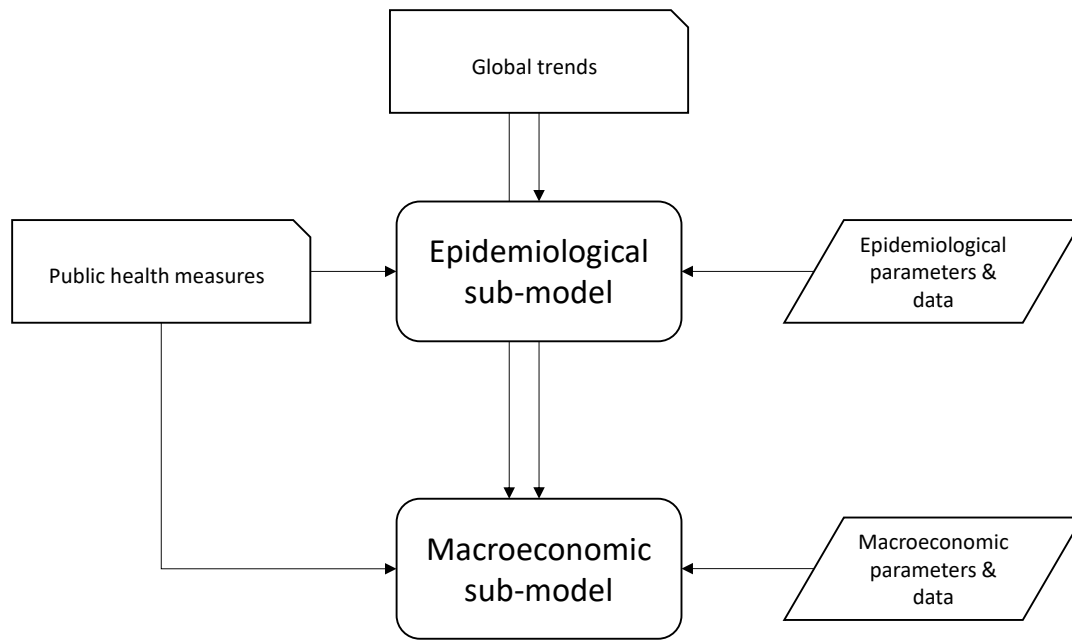 Global trends
Public health measures
Epidemiological
sub-model
Epidemiological
parameters &
data
Macroeconomic
sub-model
Macroeconomic
parameters &
data